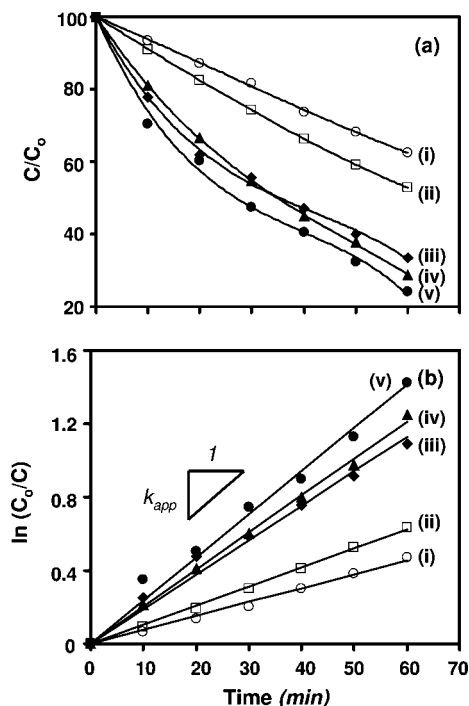 100
(a)
80
C/Cₒ
(i)
60
(ii)
40
(iii)
(iv)
(v)
20
1.6
(v)
(b)
1.2
(iv)
1
(iii)
k_app
ln (Cₒ/C)
0.8
(ii)
0.4
(i)
0
0 10 20 30 40 50 60 70
Time (min)